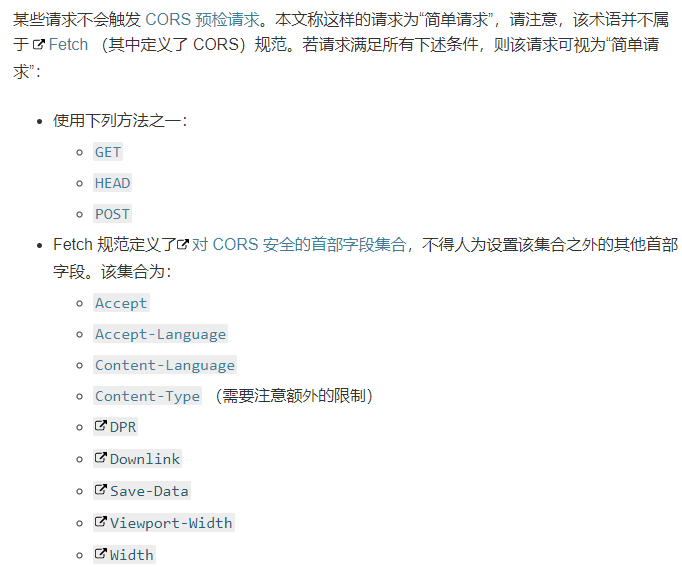 某些请求不会触发 CORS 预检请求。本文称这样的请求为“简单请求”，请注意，该术语并不属
于 Fetch （其中定义了 CORS）规范。若请求满足所有下述条件，则该请求可视为“简单请
求”：
使用下列方法之一：
GET
HEAD
POST
Fetch 规范定义了对 CORS 安全的首部字段集合，不得人为设置该集合之外的其他首部
字段。该集合为：
Accept
Accept-Language
Content-Language
Content-Type （需要注意额外的限制）
DPR
Downlink
Save-Data
Viewport-Width
Width